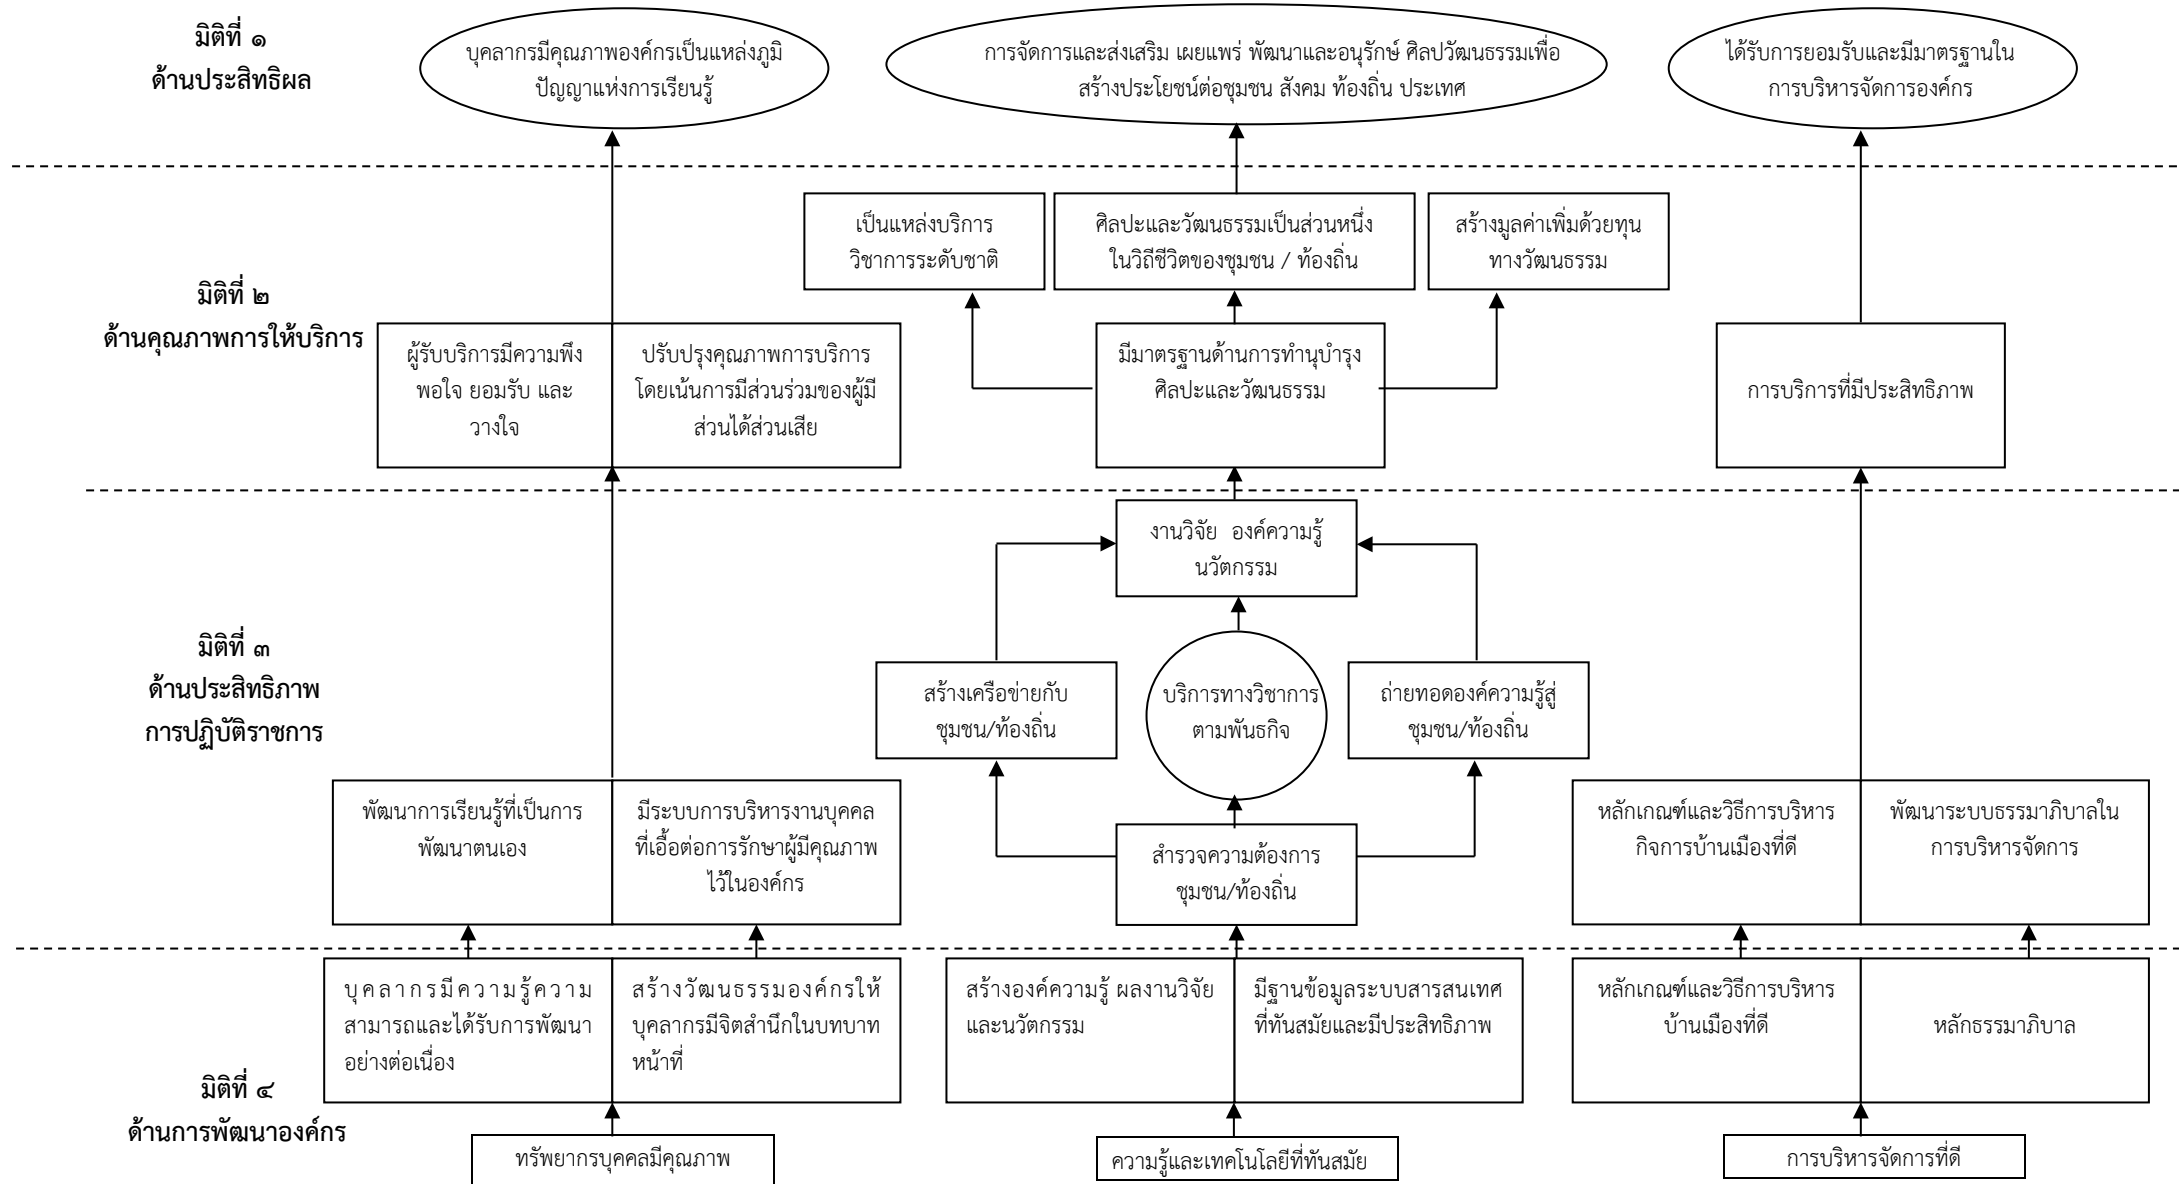 มิติที่ ๑
ด้านประสิทธิผล
บุคลากรมีคุณภาพองค์กรเป็นแหล่งภูมิ
ปัญญาแห่งการเรียนรู้
การจัดการและส่งเสริม เผยแพร่ พัฒนาและอนุรักษ์ ศิลปวัฒนธรรมเพื่อ
สร้างประโยชน์ต่อชุมชน สังคม ท้องถิ่น ประเทศ
ได้รับการยอมรับและมีมาตรฐานใน
การบริหารจัดการองค์กร
มิติที่ ๒
ด้านคุณภาพการให้บริการ
เป็นแหล่งบริการ
วิชาการระดับชาติ
ศิลปะและวัฒนธรรมเป็นส่วนหนึ่ง
ในวิถีชีวิตของชุมชน / ท้องถิ่น
สร้างมูลค่าเพิ่มด้วยทุน
ทางวัฒนธรรม
ผู้รับบริการมีความพึง
พอใจ ยอมรับ และ
วางใจ
ปรับปรุงคุณภาพการบริการ
โดยเน้นการมีส่วนร่วมของผู้มี
ส่วนได้ส่วนเสีย
มีมาตรฐานด้านการทำนุบำรุง
ศิลปะและวัฒนธรรม
การบริการที่มีประสิทธิภาพ
มิติที่ ๓
ด้านประสิทธิภาพ
การปฏิบัติราชการ
งานวิจัย องค์ความรู้
นวัตกรรม
สร้างเครือข่ายกับ
ชุมชน/ท้องถิ่น
บริการทางวิชาการ
ตามพันธกิจ
ถ่ายทอดองค์ความรู้สู่
ชุมชน/ท้องถิ่น
พัฒนาการเรียนรู้ที่เป็นการ
พัฒนาตนเอง
มีระบบการบริหารงานบุคคล
ที่เอื้อต่อการรักษาผู้มีคุณภาพ
ไว้ในองค์กร
สำรวจความต้องการ
ชุมชน/ท้องถิ่น
หลักเกณฑ์และวิธีการบริหาร
กิจการบ้านเมืองที่ดี
พัฒนาระบบธรรมาภิบาลใน
การบริหารจัดการ
มิติที่ ๔
ด้านการพัฒนาองค์กร
บุคลากรมีความรู้ความ
สามารถและได้รับการพัฒนา
อย่างต่อเนื่อง
สร้างวัฒนธรรมองค์กรให้
บุคลากรมีจิตสำนึกในบทบาท
หน้าที่
สร้างองค์ความรู้ ผลงานวิจัย
และนวัตกรรม
มีฐานข้อมูลระบบสารสนเทศ
ที่ทันสมัยและมีประสิทธิภาพ
หลักเกณฑ์และวิธีการบริหาร
บ้านเมืองที่ดี
หลักธรรมาภิบาล
ทรัพยากรบุคคลมีคุณภาพ
ความรู้และเทคโนโลยีที่ทันสมัย
การบริหารจัดการที่ดี